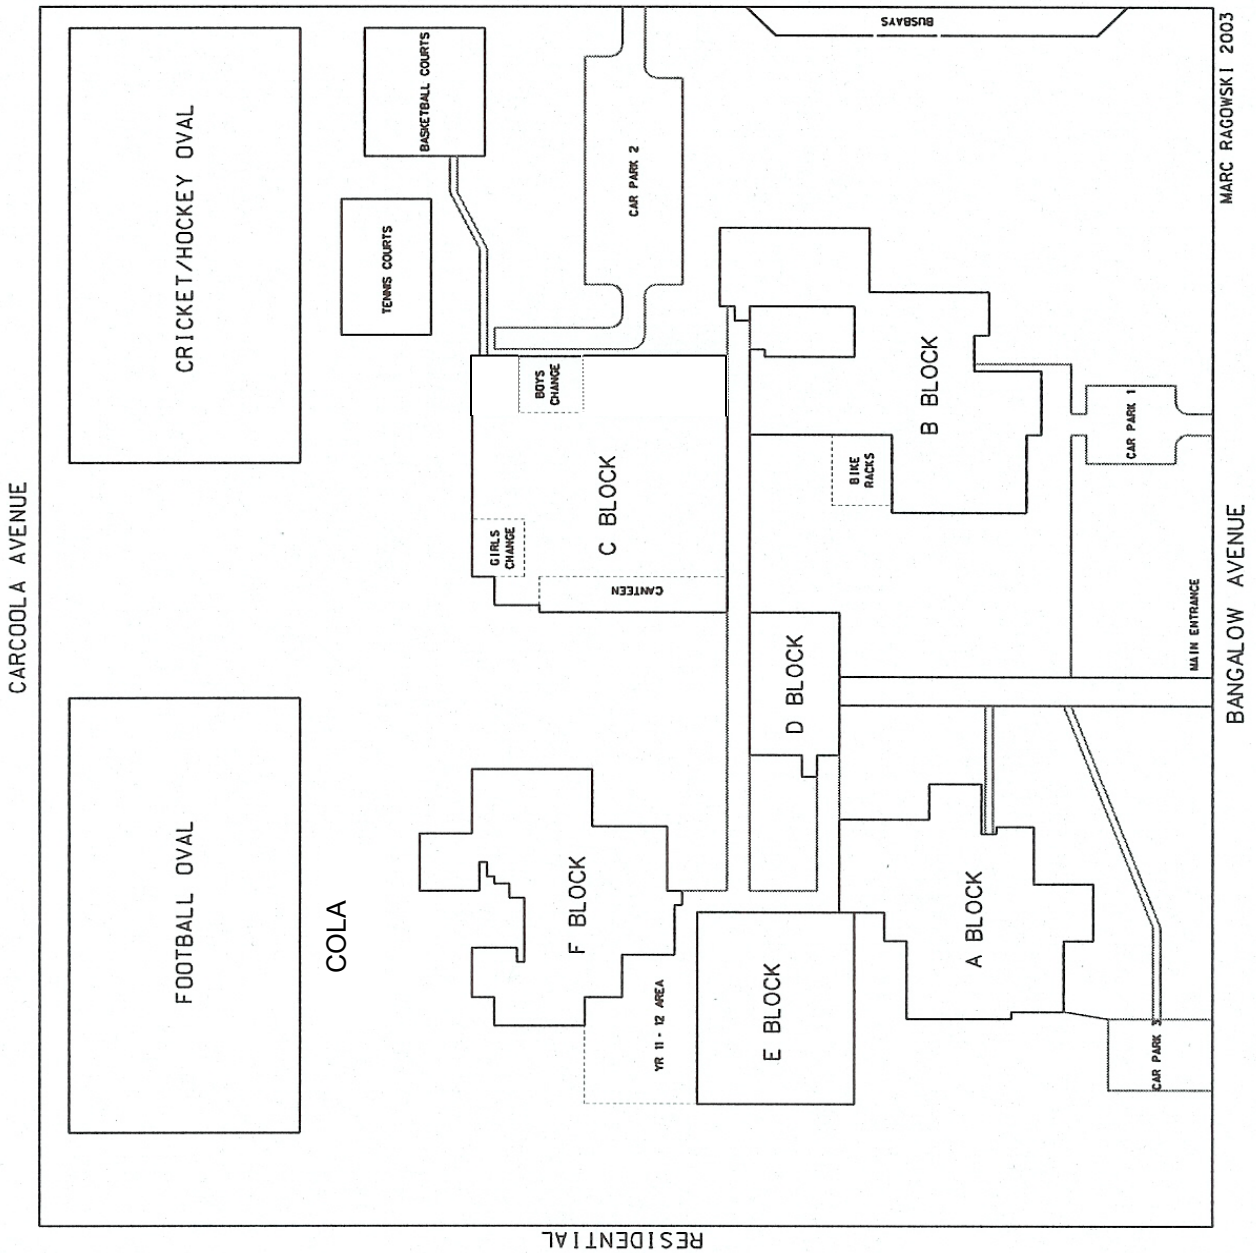 CARCOOLA AVENUE
CRICKET/HOCKEY OVAL
FOOTBALL OVAL
COLA
BASKETBALL COURTS
TENNIS COURTS
CAR PARK 2
BUSBAYS
BOYS
CHANGE
GIRLS
CHANGE
C BLOCK
CANTEEN
B BLOCK
BIKE
RACKS
CAR PARK 1
D BLOCK
MAIN ENTRANCE
F BLOCK
YR 11 - 12 AREA
E BLOCK
A BLOCK
CAR PARK 3
BANGALOW AVENUE
RESIDENTIAL
MARC RAGOWSKI 2003